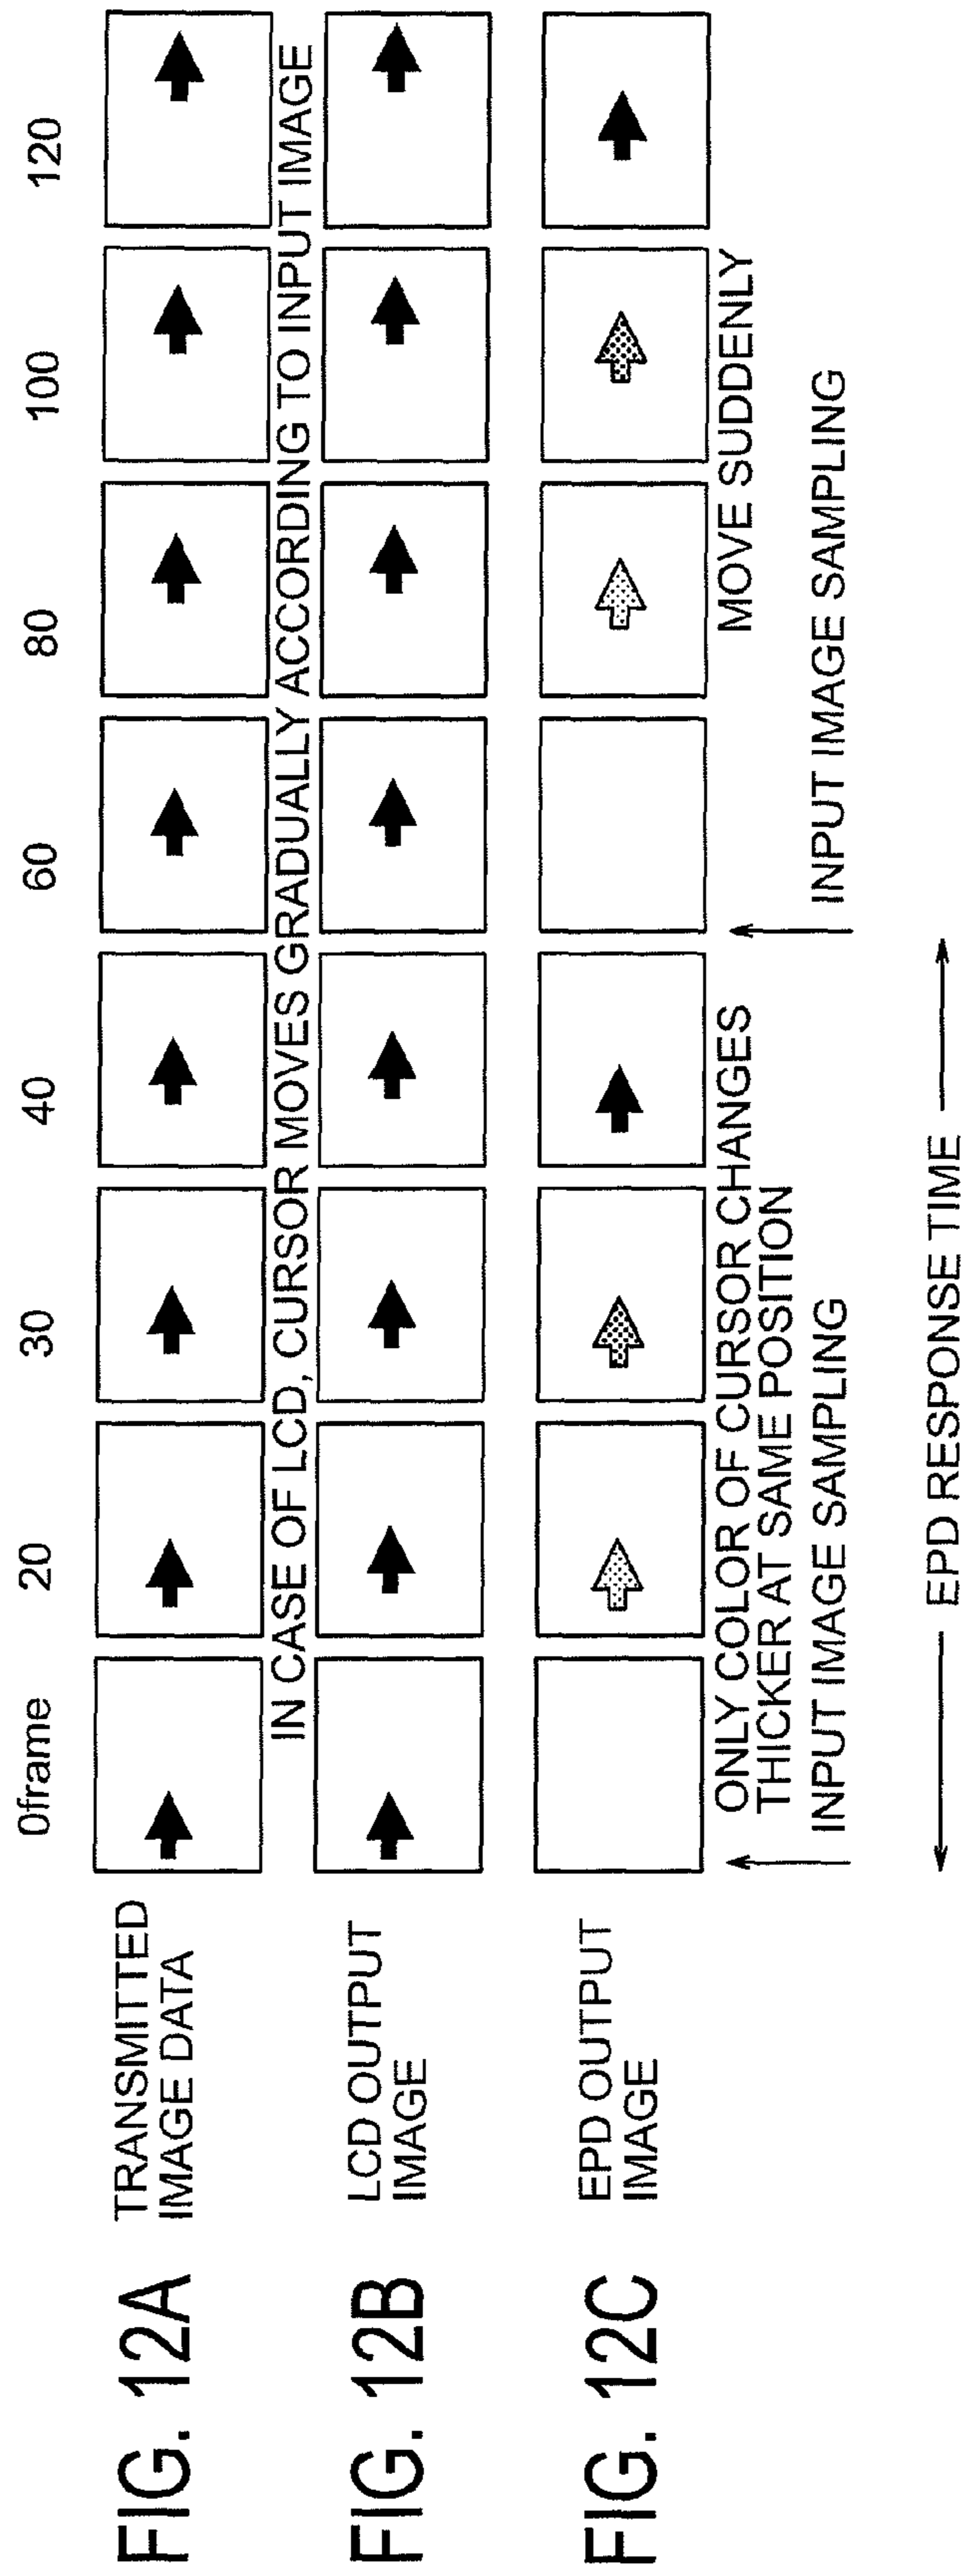 0frame 20 30 40 60 80 100 120
FIG. 12A TRANSMITTED
IMAGE DATA
IN CASE OF LCD, CURSOR MOVES GRADUALLY ACCORDING TO INPUT IMAGE
FIG. 12B LCD OUTPUT
IMAGE
FIG. 12C EPD OUTPUT
IMAGE
ONLY COLOR OF CURSOR CHANGES
THICKER AT SAME POSITION
MOVE SUDDENLY
INPUT IMAGE SAMPLING
INPUT IMAGE SAMPLING
EPD RESPONSE TIME